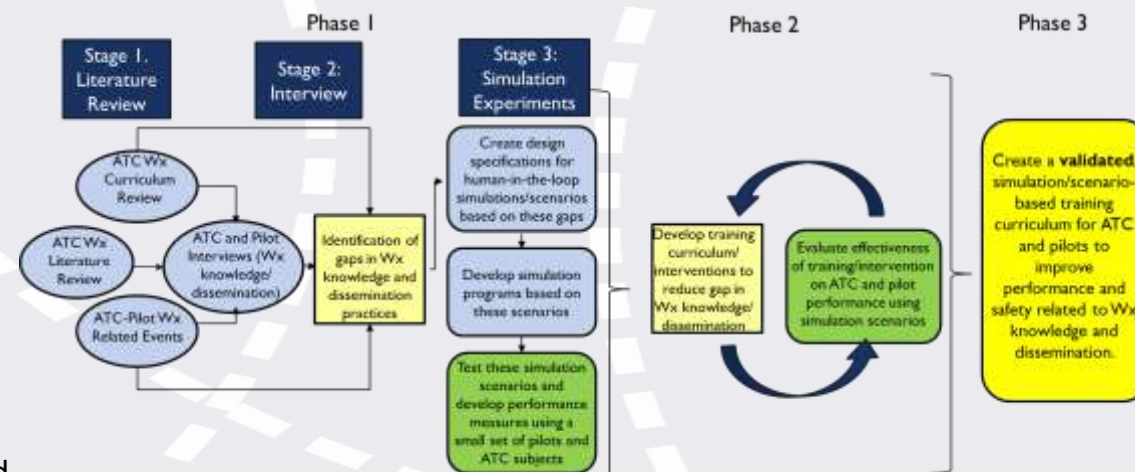 Phase 1
Phase 2
Phase 3
Stage 1.
Literature
Review
Stage 2:
Interview
Stage 3:
Simulation
Experiments
ATC Wx
Curriculum
Review
ATC Wx
Literature
Review
ATC-Pilot Wx
Related Events
ATC and Pilot
Interviews (Wx
knowledge/
dissemination)
Identification of
gaps in Wx
knowledge and
dissemination
practices
Create design
specifications for
human-in-the-loop
simulations/scenarios
based on these gaps
Develop simulation
programs based on
these scenarios
Test these simulation
scenarios and
develop performance
measures using a
small set of pilots and
ATC subjects
Develop training
curriculum/
interventions to
reduce gap in
Wx knowledge/
dissemination
Evaluate effectiveness
of training/intervention
on ATC and pilot
performance using
simulation scenarios
Create a validated,
simulation/scenario-
based training
curriculum for ATC
and pilots to
improve
performance and
safety related to Wx
knowledge and
dissemination.